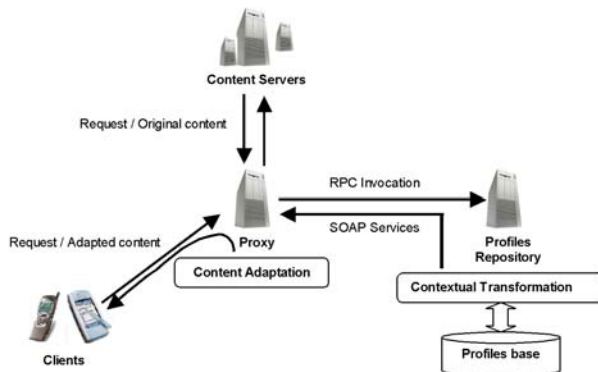 Content Servers
Request / Original content
RPC Invocation
SOAP Services
Proxy
Profiles
Repository
Request / Adapted content
Content Adaptation
Contextual Transformation
Clients
Profiles base